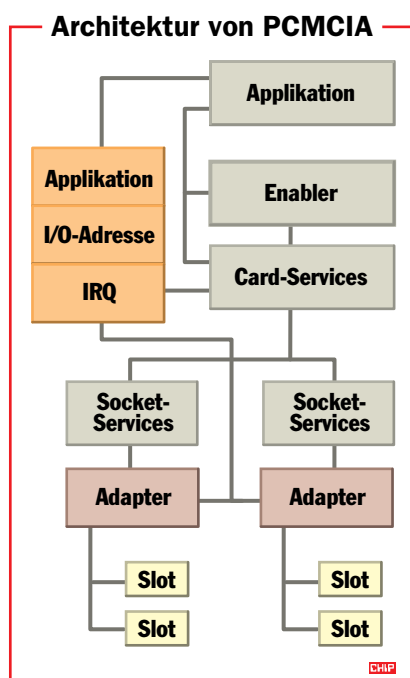 Architektur von PCMCIA
Applikation
Applikation
I/O-Adresse
IRQ
Enabler
Card-Services
Socket-
Services
Socket-
Services
Adapter
Adapter
Slot
Slot
Slot
Slot
CHIP